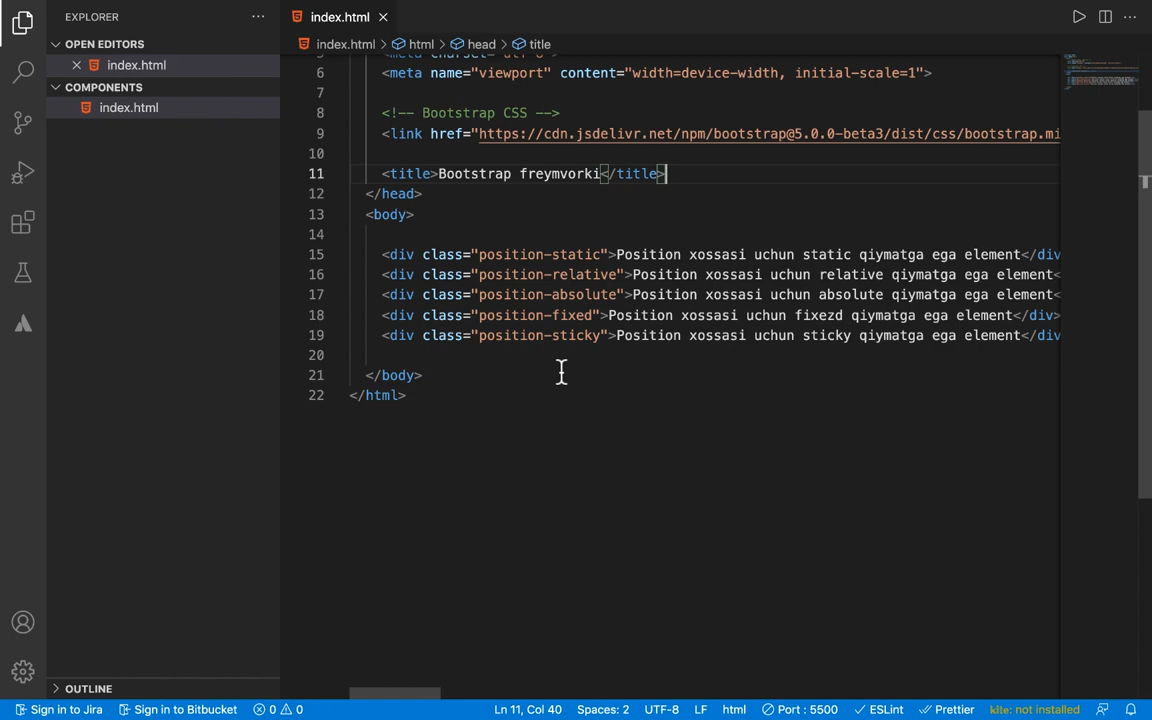 EXPLORER
index.html
OPEN EDITORS
index.html
index.html > html > head > title
COMPONENTS
index.html
6 <meta name="viewport" content="width=device-width, initial-scale=1">
7
8 <!-- Bootstrap CSS -->
9 <link href="https://cdn.jsdelivr.net/npm/bootstrap@5.0.0-beta3/dist/css/bootstrap.mi
10
11 <title>Bootstrap freymvorki</title>
12 </head>
13 <body>
14
15 <div class="position-static">Position xossasi uchun static qiymatga ega element</div
16 <div class="position-relative">Position xossasi uchun relative qiymatga ega element<
17 <div class="position-absolute">Position xossasi uchun absolute qiymatga ega element<
18 <div class="position-fixed">Position xossasi uchun fixezd qiymatga ega element</div>
19 <div class="position-sticky">Position xossasi uchun sticky qiymatga ega element</div
20
21 </body>
22 </html>
OUTLINE
Sign in to Jira Sign in to Bitbucket 0 0 Ln 11, Col 40 Spaces: 2 UTF-8 LF html Port : 5500 ESLint Prettier kite: not installed